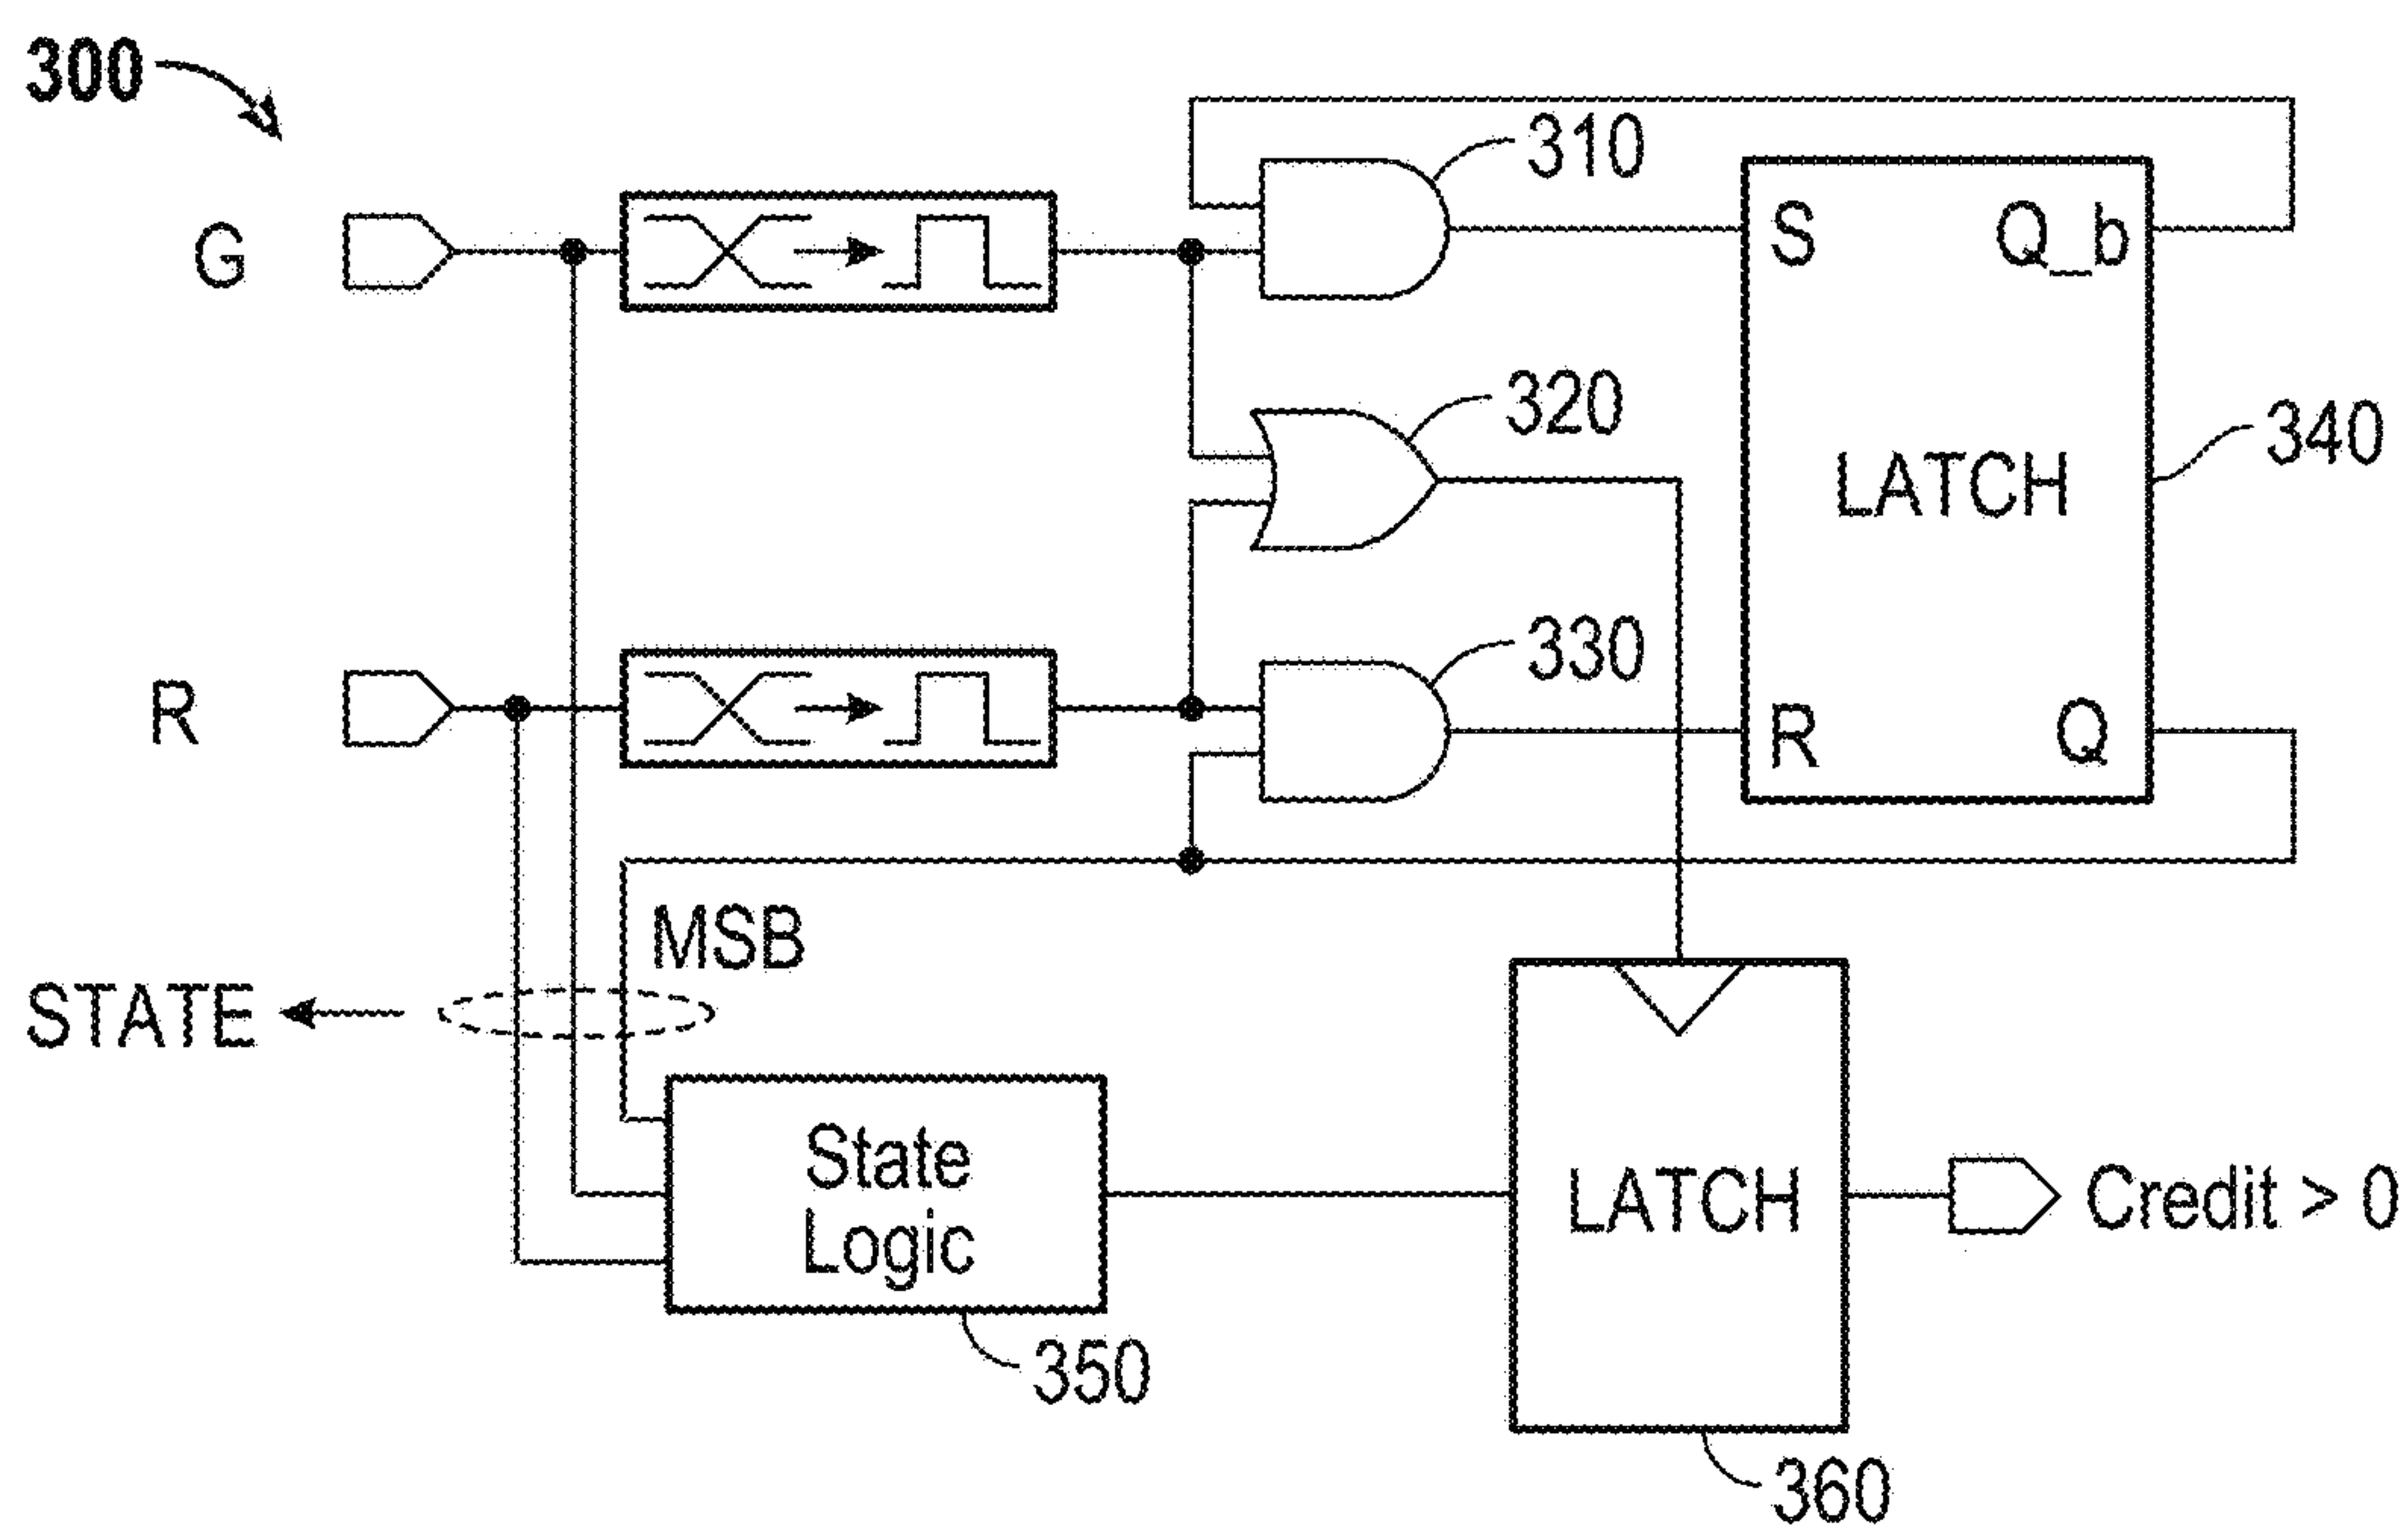 300
310
G
S
Q_b
320
LATCH
340
330
R
R
Q
MSB
STATE
State
Logic
LATCH
Credit > 0
350
360